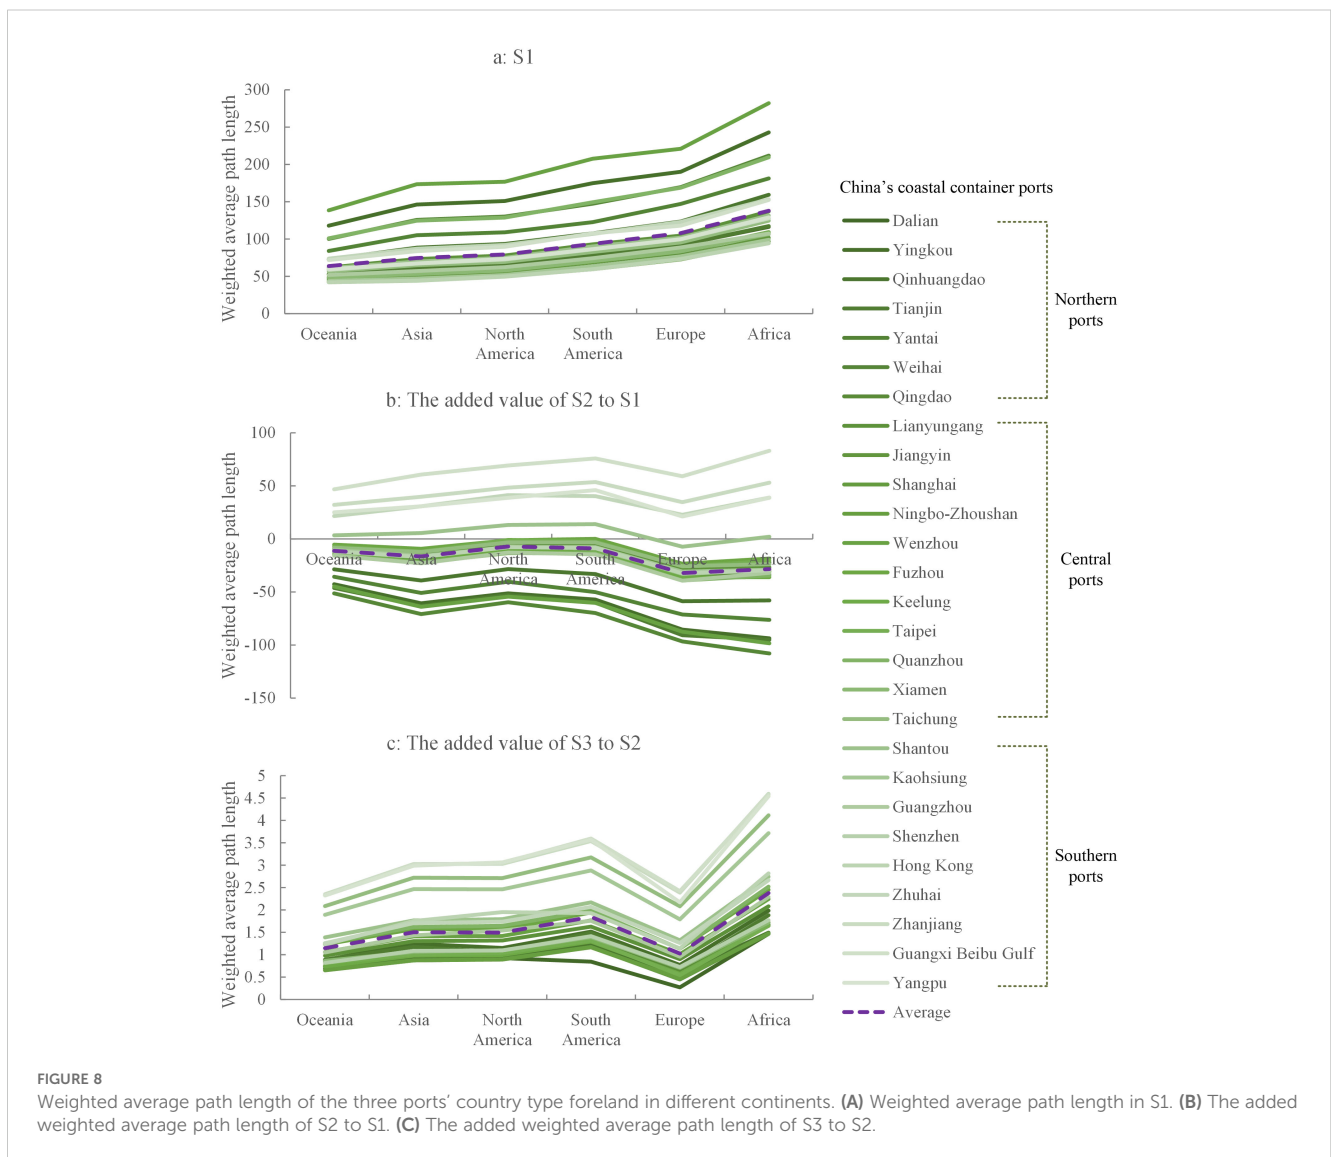 a: S1
Weighted average path length
300
250
200
150
100
50
0
Oceania
Asia
North
America
South
America
Europe
Africa
b: The added value of S2 to S1
Weighted average path length
100
50
0
-50
-100
-150
Oceania
Asia
North
America
South
America
Europe
Africa
c: The added value of S3 to S2
Weighted average path length
5
4.5
4
3.5
3
2.5
2
1.5
1
0.5
0
Oceania
Asia
North
America
South
America
Europe
Africa
China's coastal container ports
Dalian
Yingkou
Qinhuangdao
Tianjin
Yantai
Weihai
Qingdao
Lianyungang
Jiangyin
Shanghai
Ningbo-Zhoushan
Wenzhou
Fuzhou
Keelung
Taipei
Quanzhou
Xiamen
Taichung
Shantou
Kaohsiung
Guangzhou
Shenzhen
Hong Kong
Zhuhai
Zhanjiang
Guangxi Beibu Gulf
Yangpu
Average
Northern
ports
Central
ports
Southern
ports
FIGURE 8
Weighted average path length of the three ports' country type foreland in different continents. (A) Weighted average path length in S1. (B) The added
weighted average path length of S2 to S1. (C) The added weighted average path length of S3 to S2.